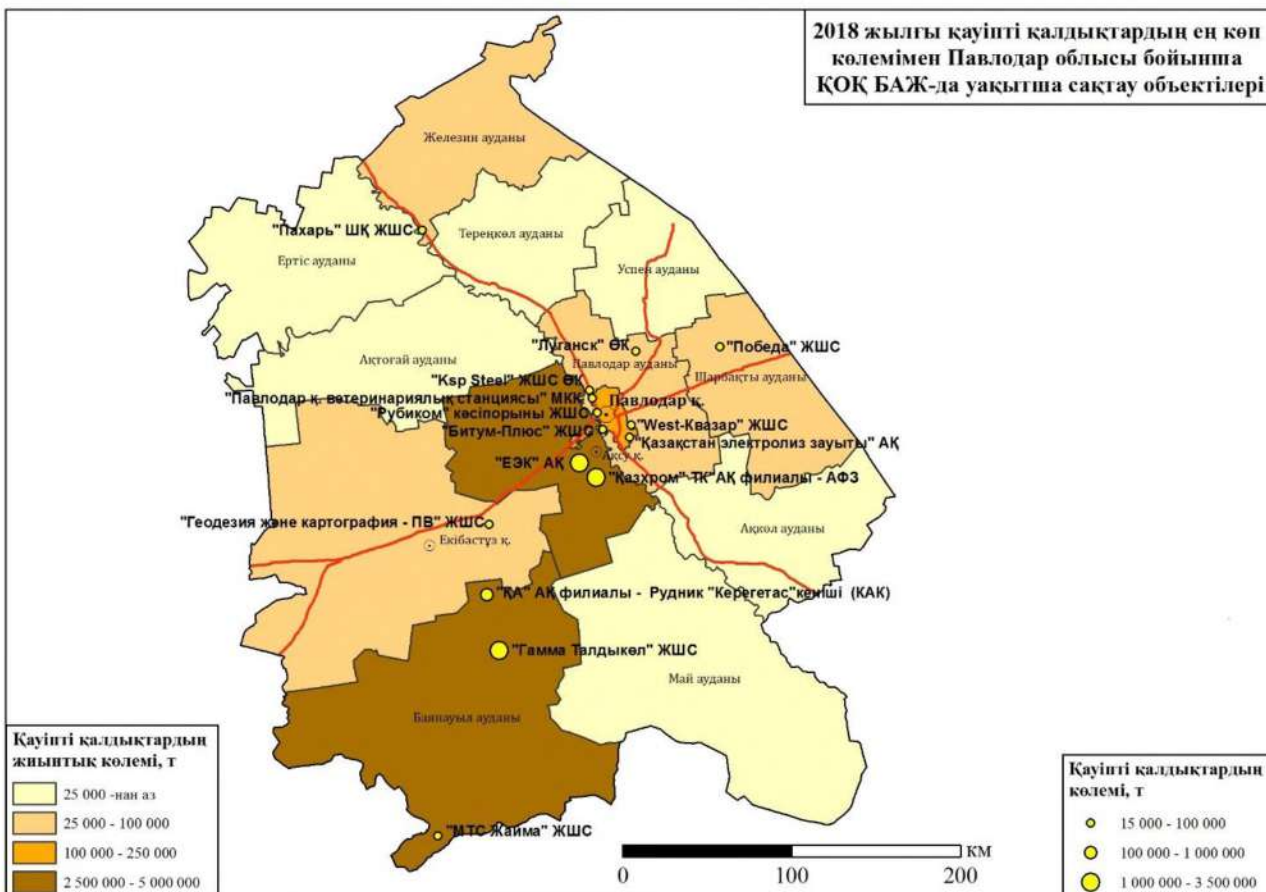 2018 жылғы қауіпті қалдықтардың ең көп
көлемімен Павлодар облысы бойынша
ҚОҚ БАЖ-да уақытша сақтау объектілері
Железин ауданы
"Пахарь" ШҚ ЖШС
Тереңкөл ауданы
Ертіс ауданы
Успен ауданы
Ақтоғай ауданы
"Луганск" ӨК
"Победа" ЖШС
Павлодар ауданы
Шарбақты ауданы
"Ksp Steel" ЖШС ӨК
"Павлодар қ. ветеринариялық станциясы" МКК
Павлодар қ.
"Рубиком" кәсіпорыны ЖШС
"West-Квазар" ЖШС
"Битум-Плюс" ЖШС
"Қазақстан электролиз зауыты" АҚ
Ақсу қ.
"ЕЭК" АҚ
"Қазхром" ТК"АҚ филиалы - АФЗ
"Геодезия және картография - ПВ" ЖШС
Ақкөл ауданы
Екібастұз қ.
"ҚА" АҚ филиалы - Рудник "Керегетас"кеніші (КАК)
"Гамма Талдыкөл" ЖШС
Май ауданы
Баянауыл ауданы
"МТС Жайма" ЖШС
Қауіпті қалдықтардың
жиынтық көлемі, т
25 000 -нан аз
25 000 - 100 000
100 000 - 250 000
2 500 000 - 5 000 000
КМ
0 100 200
Қауіпті қалдықтардың
көлемі, т
15 000 - 100 000
100 000 - 1 000 000
1 000 000 - 3 500 000